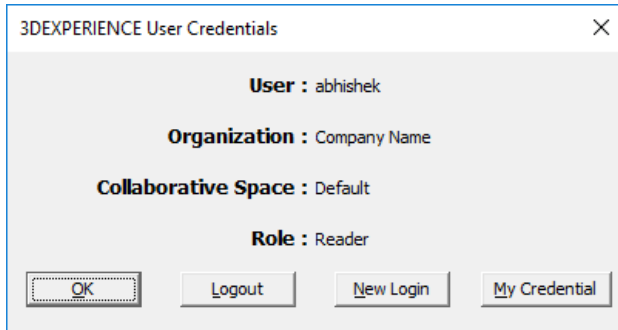 3DEXPERIENCE User Credentials
User : abhishek
Organization : Company Name
Collaborative Space : Default
Role : Reader
OK Logout New Login My Credential